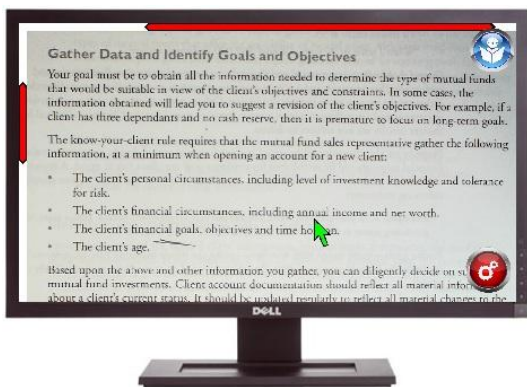 Gather Data and Identify Goals and Objectives
Your goal must be to obtain all the information needed to determine the type of mutual funds
that would be suitable in view of the client's objectives and constraints. In some cases, the
information obtained will lead you to suggest a revision of the client's objectives. For example, if a
client has three dependants and no cash reserve, then it is premature to focus on long-term goals.
The know-your-client rule requires that the mutual fund sales representative gather the following
information, at a minimum when opening an account for a new client:
• The client's personal circumstances, including level of investment knowledge and tolerance
for risk.
• The client's financial circumstances, including annual income and net worth.
• The client's financial goals, objectives and time
• The client's age.
Based upon the above and other information you gather, you can diligently decide on
mutual fund investments. Client account documentation should reflect all material
about a client's current status. It should be updated regularly to reflect all material changes to the
DELL